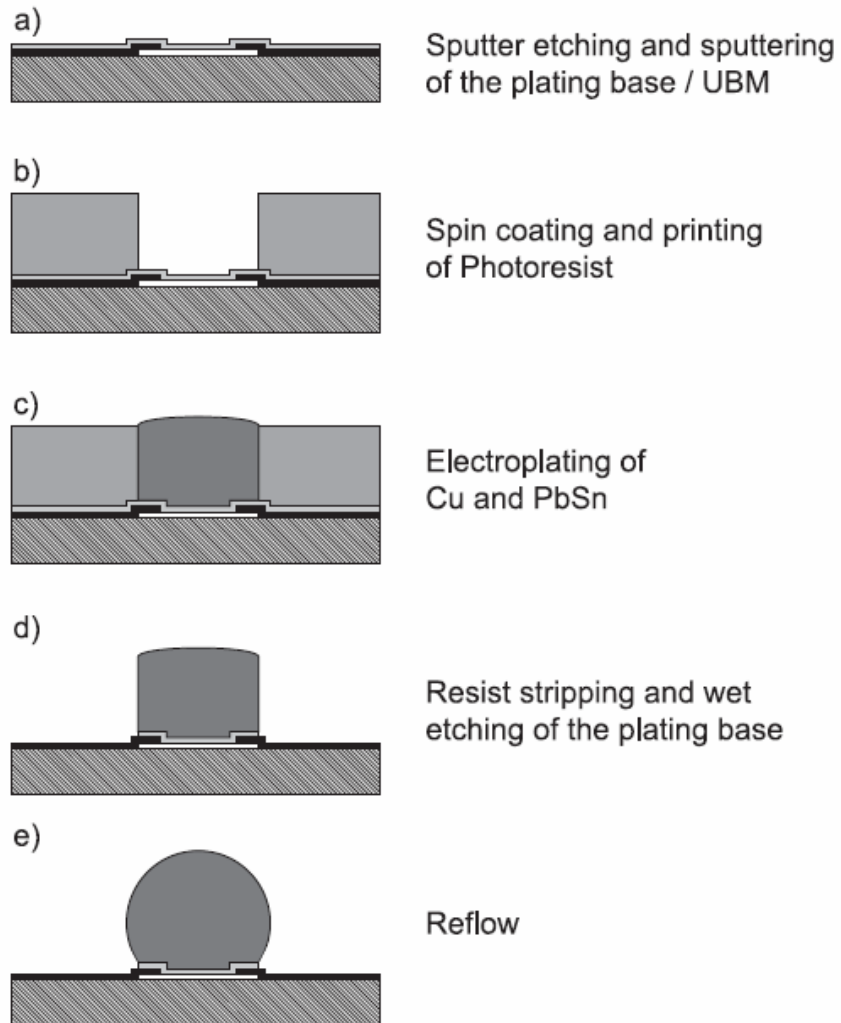 a)
Sputter etching and sputtering
of the plating base / UBM
b)
Spin coating and printing
of Photoresist
c)
Electroplating of
Cu and PbSn
d)
Resist stripping and wet
etching of the plating base
e)
Reflow